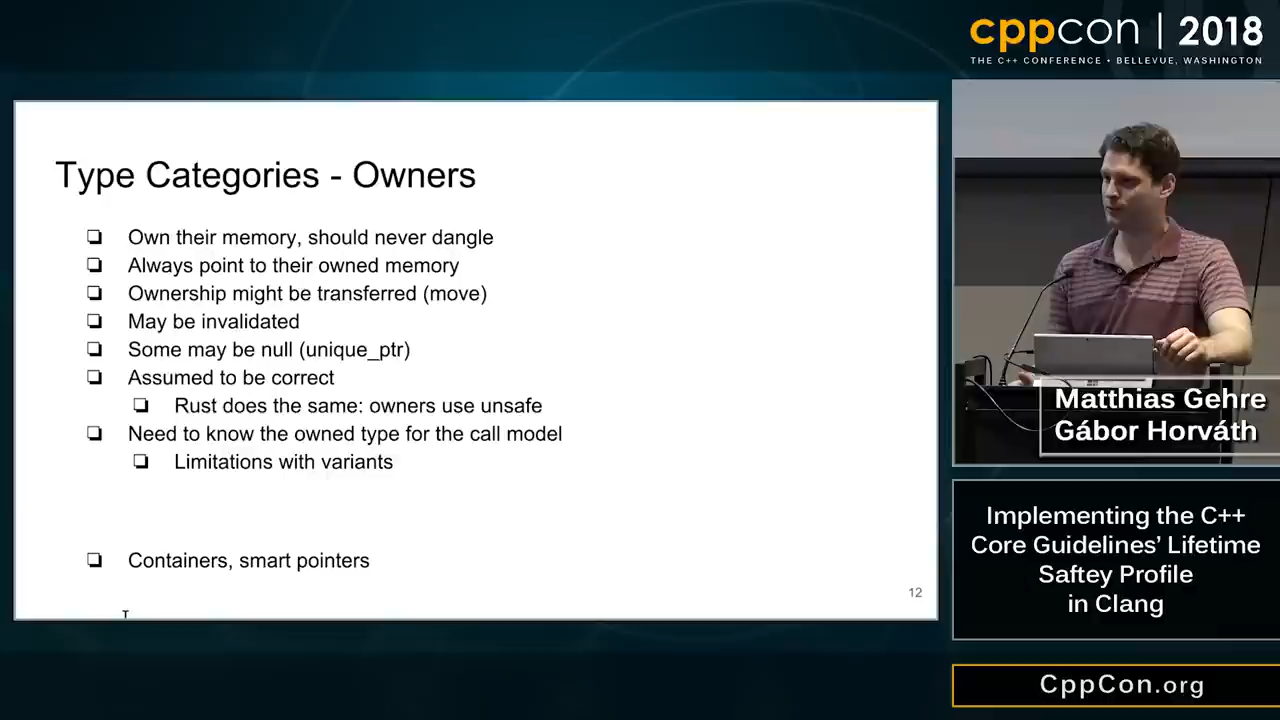 cppcon | 2018
THE C++ CONFERENCE • BELLEVUE, WASHINGTON
Type Categories - Owners
Own their memory, should never dangle
Always point to their owned memory
Ownership might be transferred (move)
May be invalidated
Some may be null (unique_ptr)
Assumed to be correct
Rust does the same: owners use unsafe
Need to know the owned type for the call model
Limitations with variants
Containers, smart pointers
12
Matthias Gehre
Gábor Horváth
Implementing the C++
Core Guidelines' Lifetime
Saftey Profile
in Clang
CppCon.org